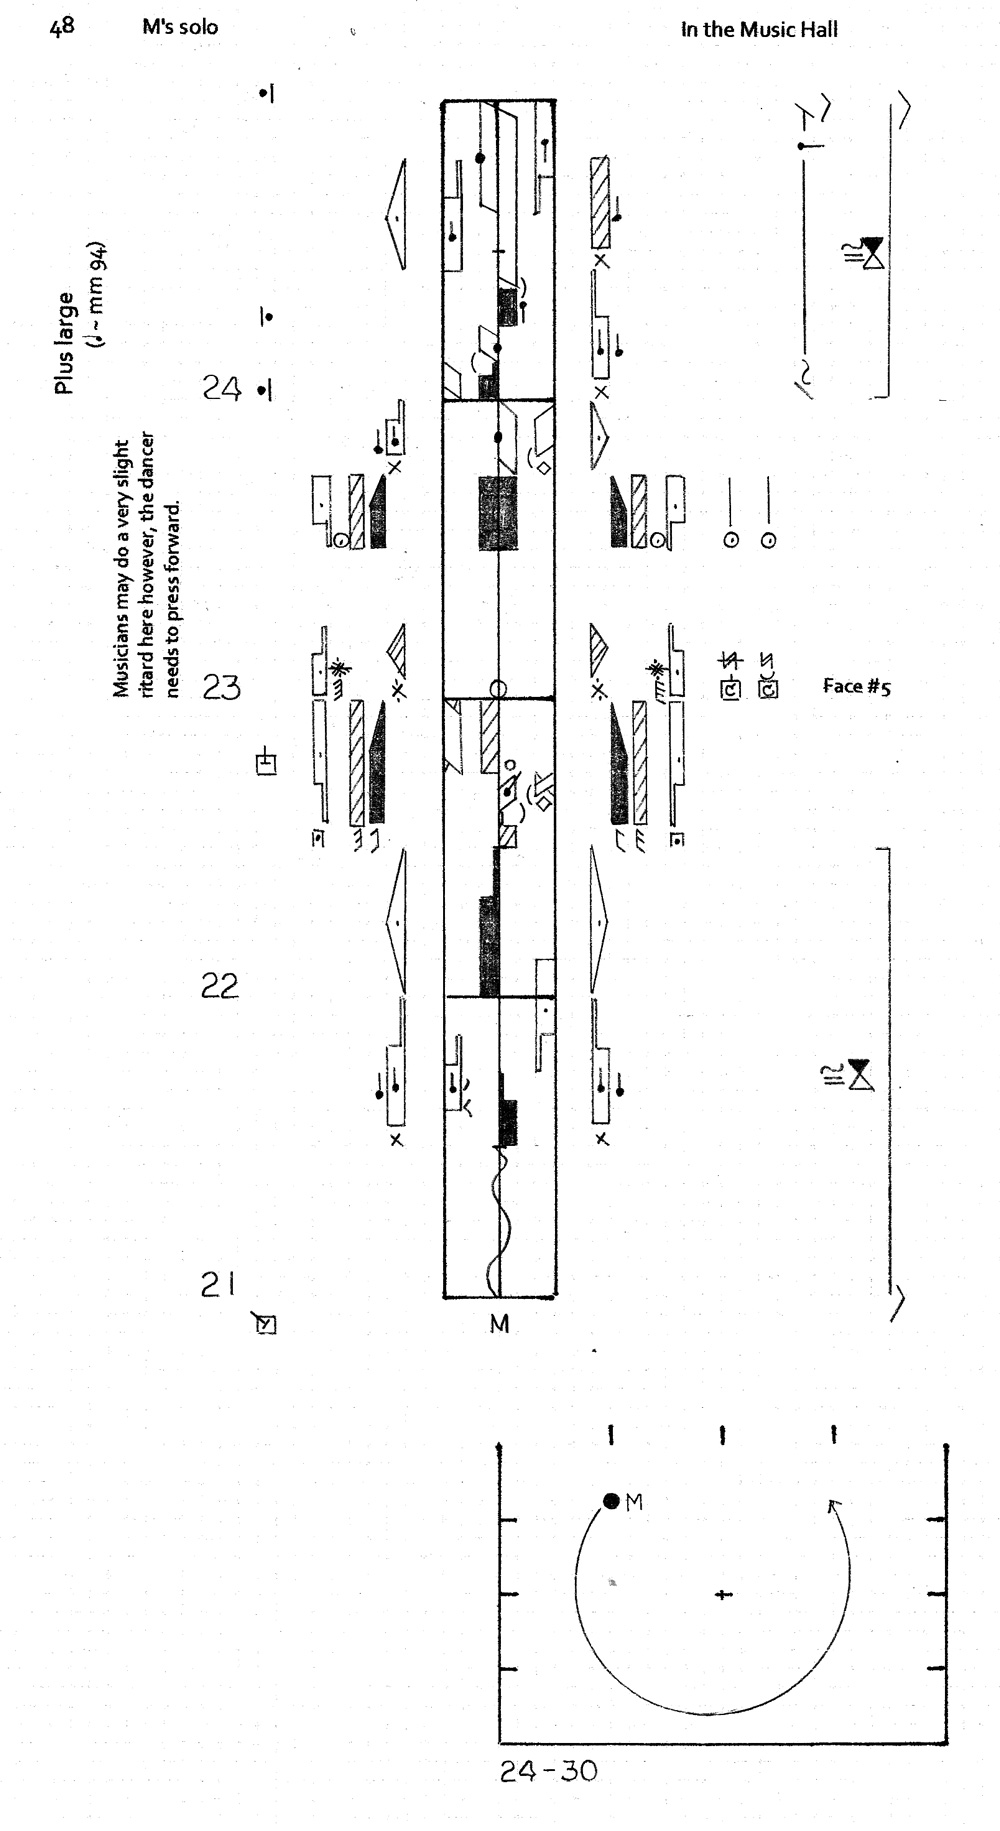 48
M's solo
In the Music Hall
Plus large
(♩ ~ mm 94)
24
Musicians may do a very slight
ritard here however, the dancer
needs to press forward.
23
Face #5
22
21
M
M
24-30